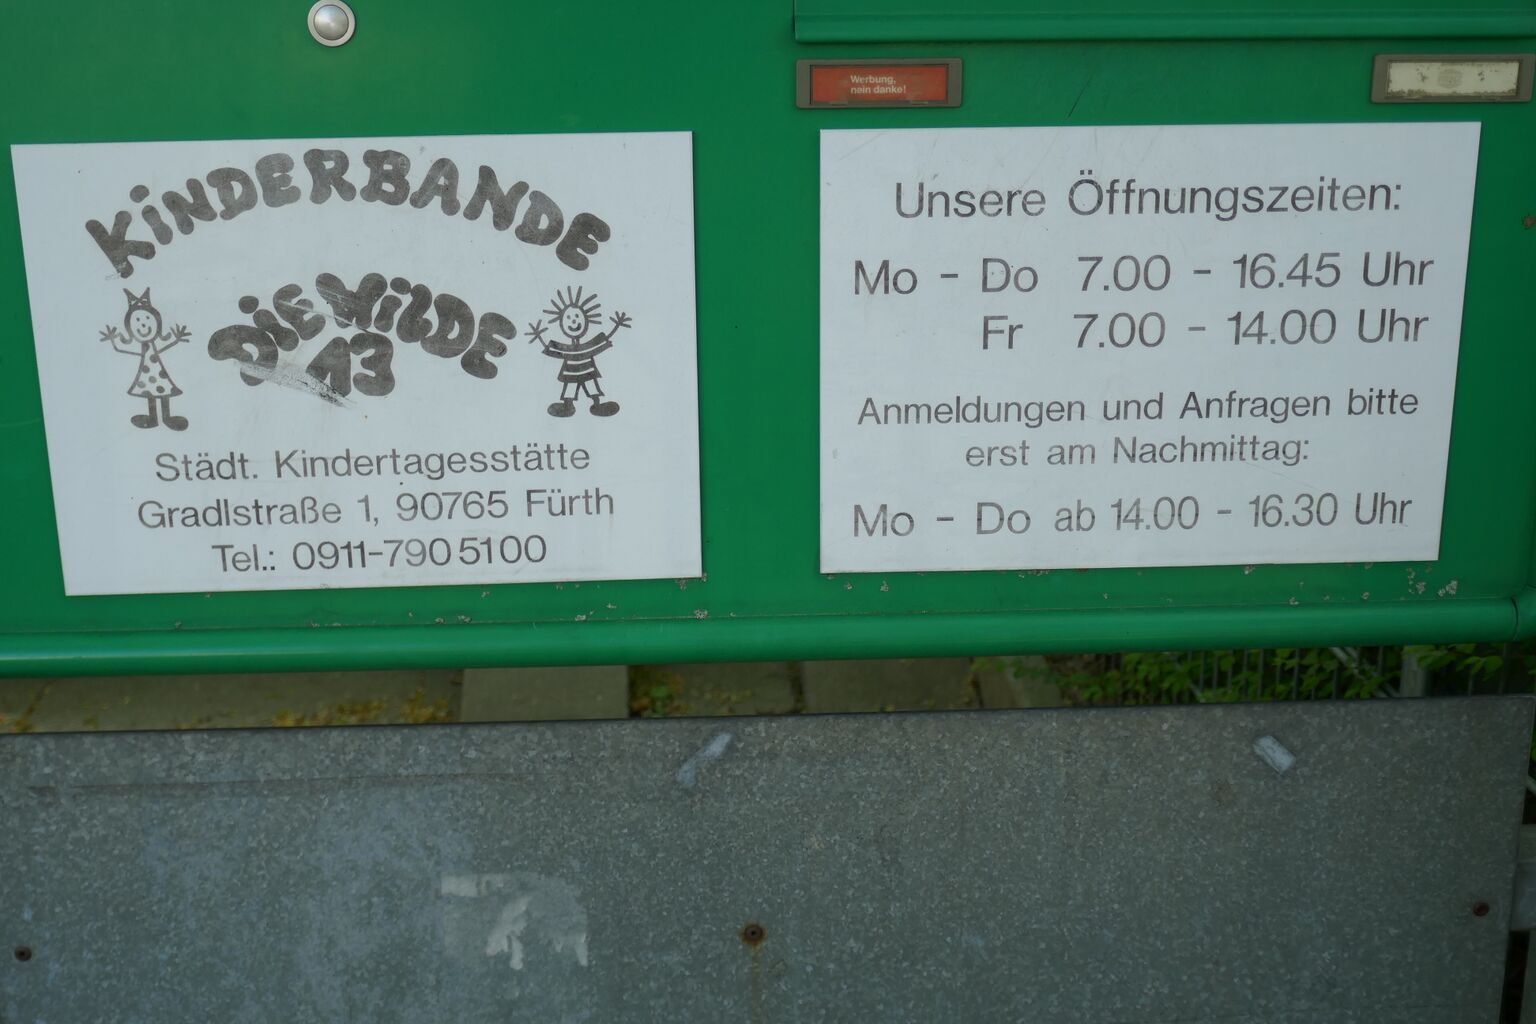 Werbung,
nein danke!
KiNDERBANDE
DiE WiLDE
13
Städt. Kindertagesstätte
Gradlstraße 1, 90765 Fürth
Tel.: 0911-7905100
Unsere Öffnungszeiten:
Mo - Do 7.00 - 16.45 Uhr
Fr 7.00 - 14.00 Uhr
Anmeldungen und Anfragen bitte
erst am Nachmittag:
Mo - Do ab 14.00 - 16.30 Uhr